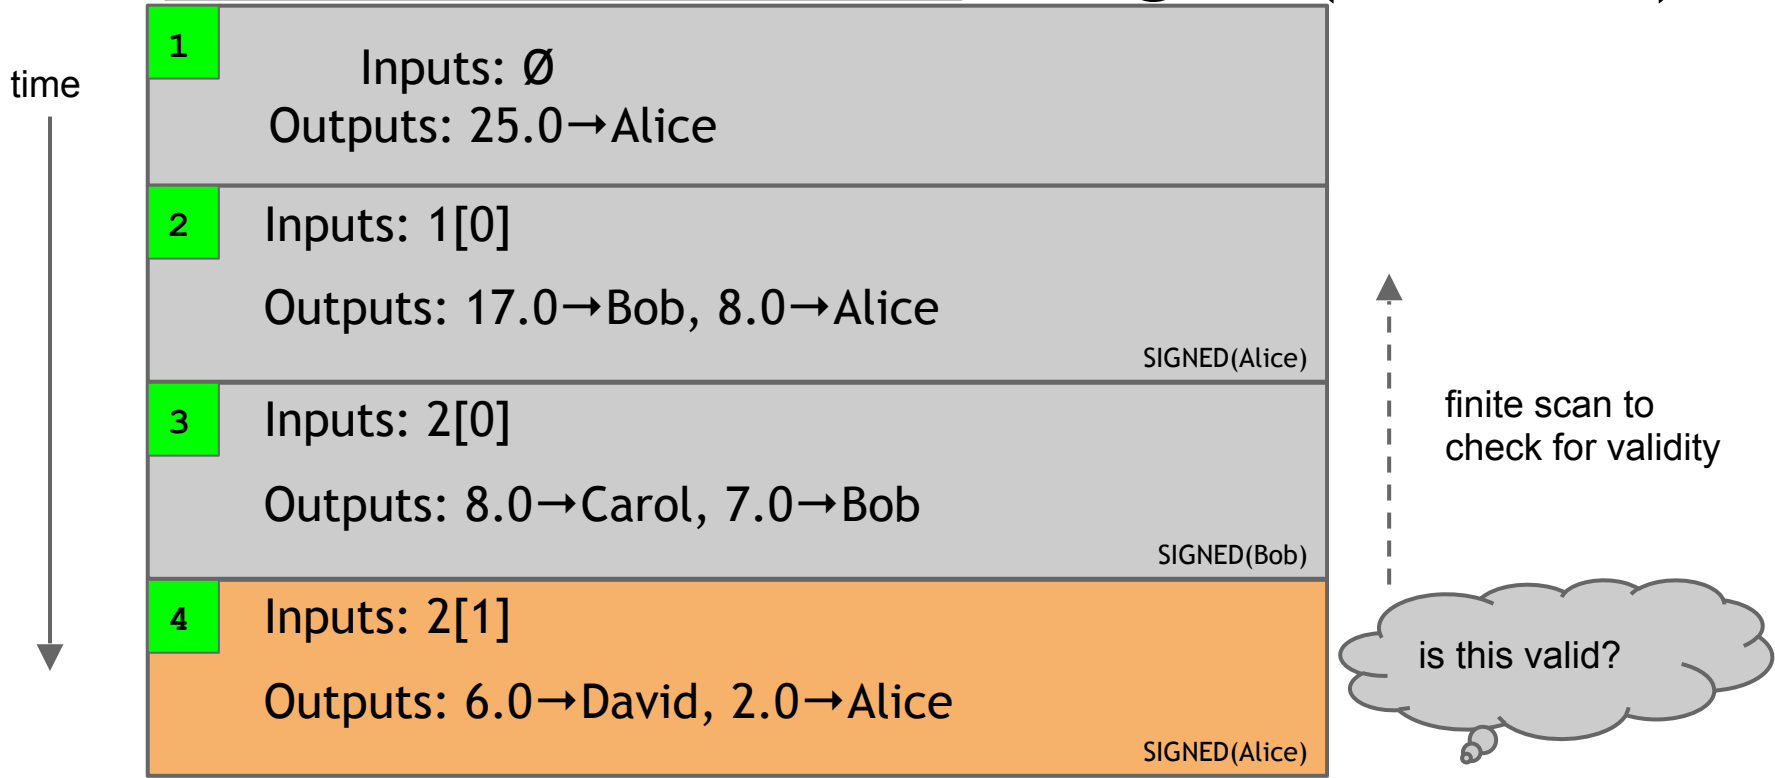 time
1
Inputs: Ø
Outputs: 25.0→Alice
2
Inputs: 1[0]
Outputs: 17.0→Bob, 8.0→Alice
SIGNED(Alice)
3
Inputs: 2[0]
Outputs: 8.0→Carol, 7.0→Bob
SIGNED(Bob)
4
Inputs: 2[1]
Outputs: 6.0→David, 2.0→Alice
SIGNED(Alice)
finite scan to
check for validity
is this valid?